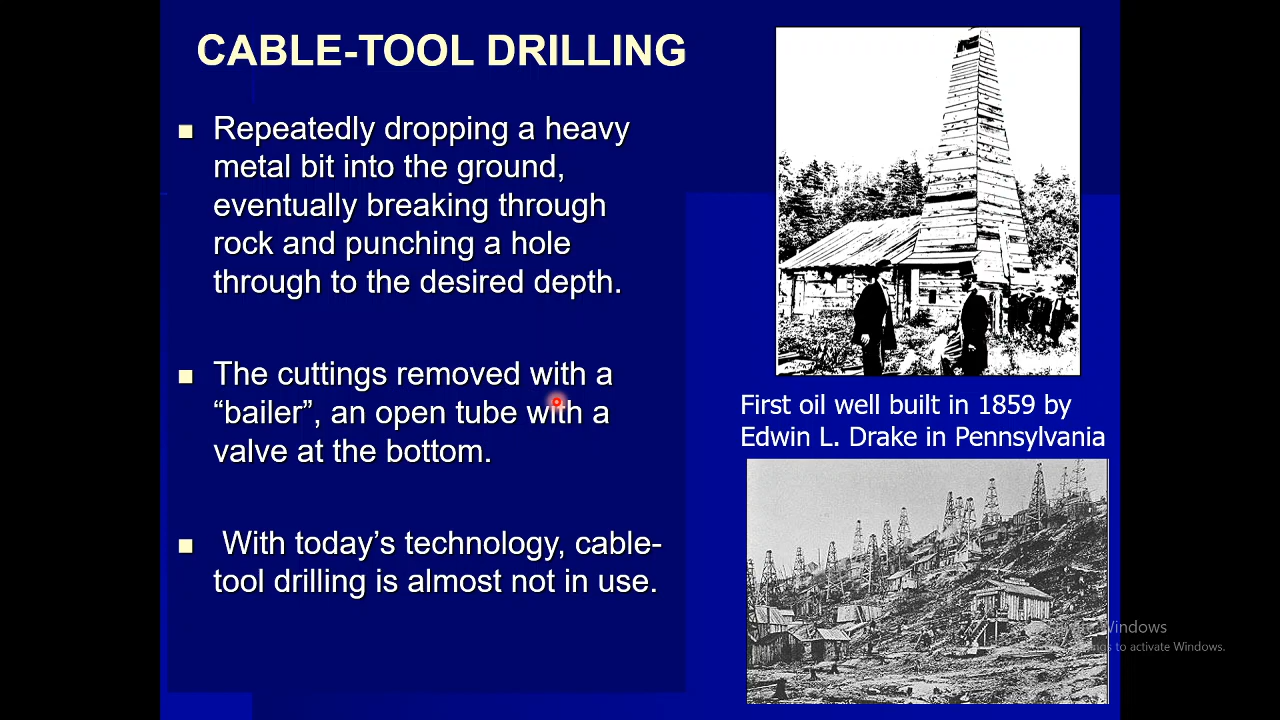 CABLE-TOOL DRILLING
Repeatedly dropping a heavy
metal bit into the ground,
eventually breaking through
rock and punching a hole
through to the desired depth.
The cuttings removed with a
“bailer”, an open tube with a
valve at the bottom.
With today’s technology, cable-
tool drilling is almost not in use.
First oil well built in 1859 by
Edwin L. Drake in Pennsylvania
Windows
to activate Windows.